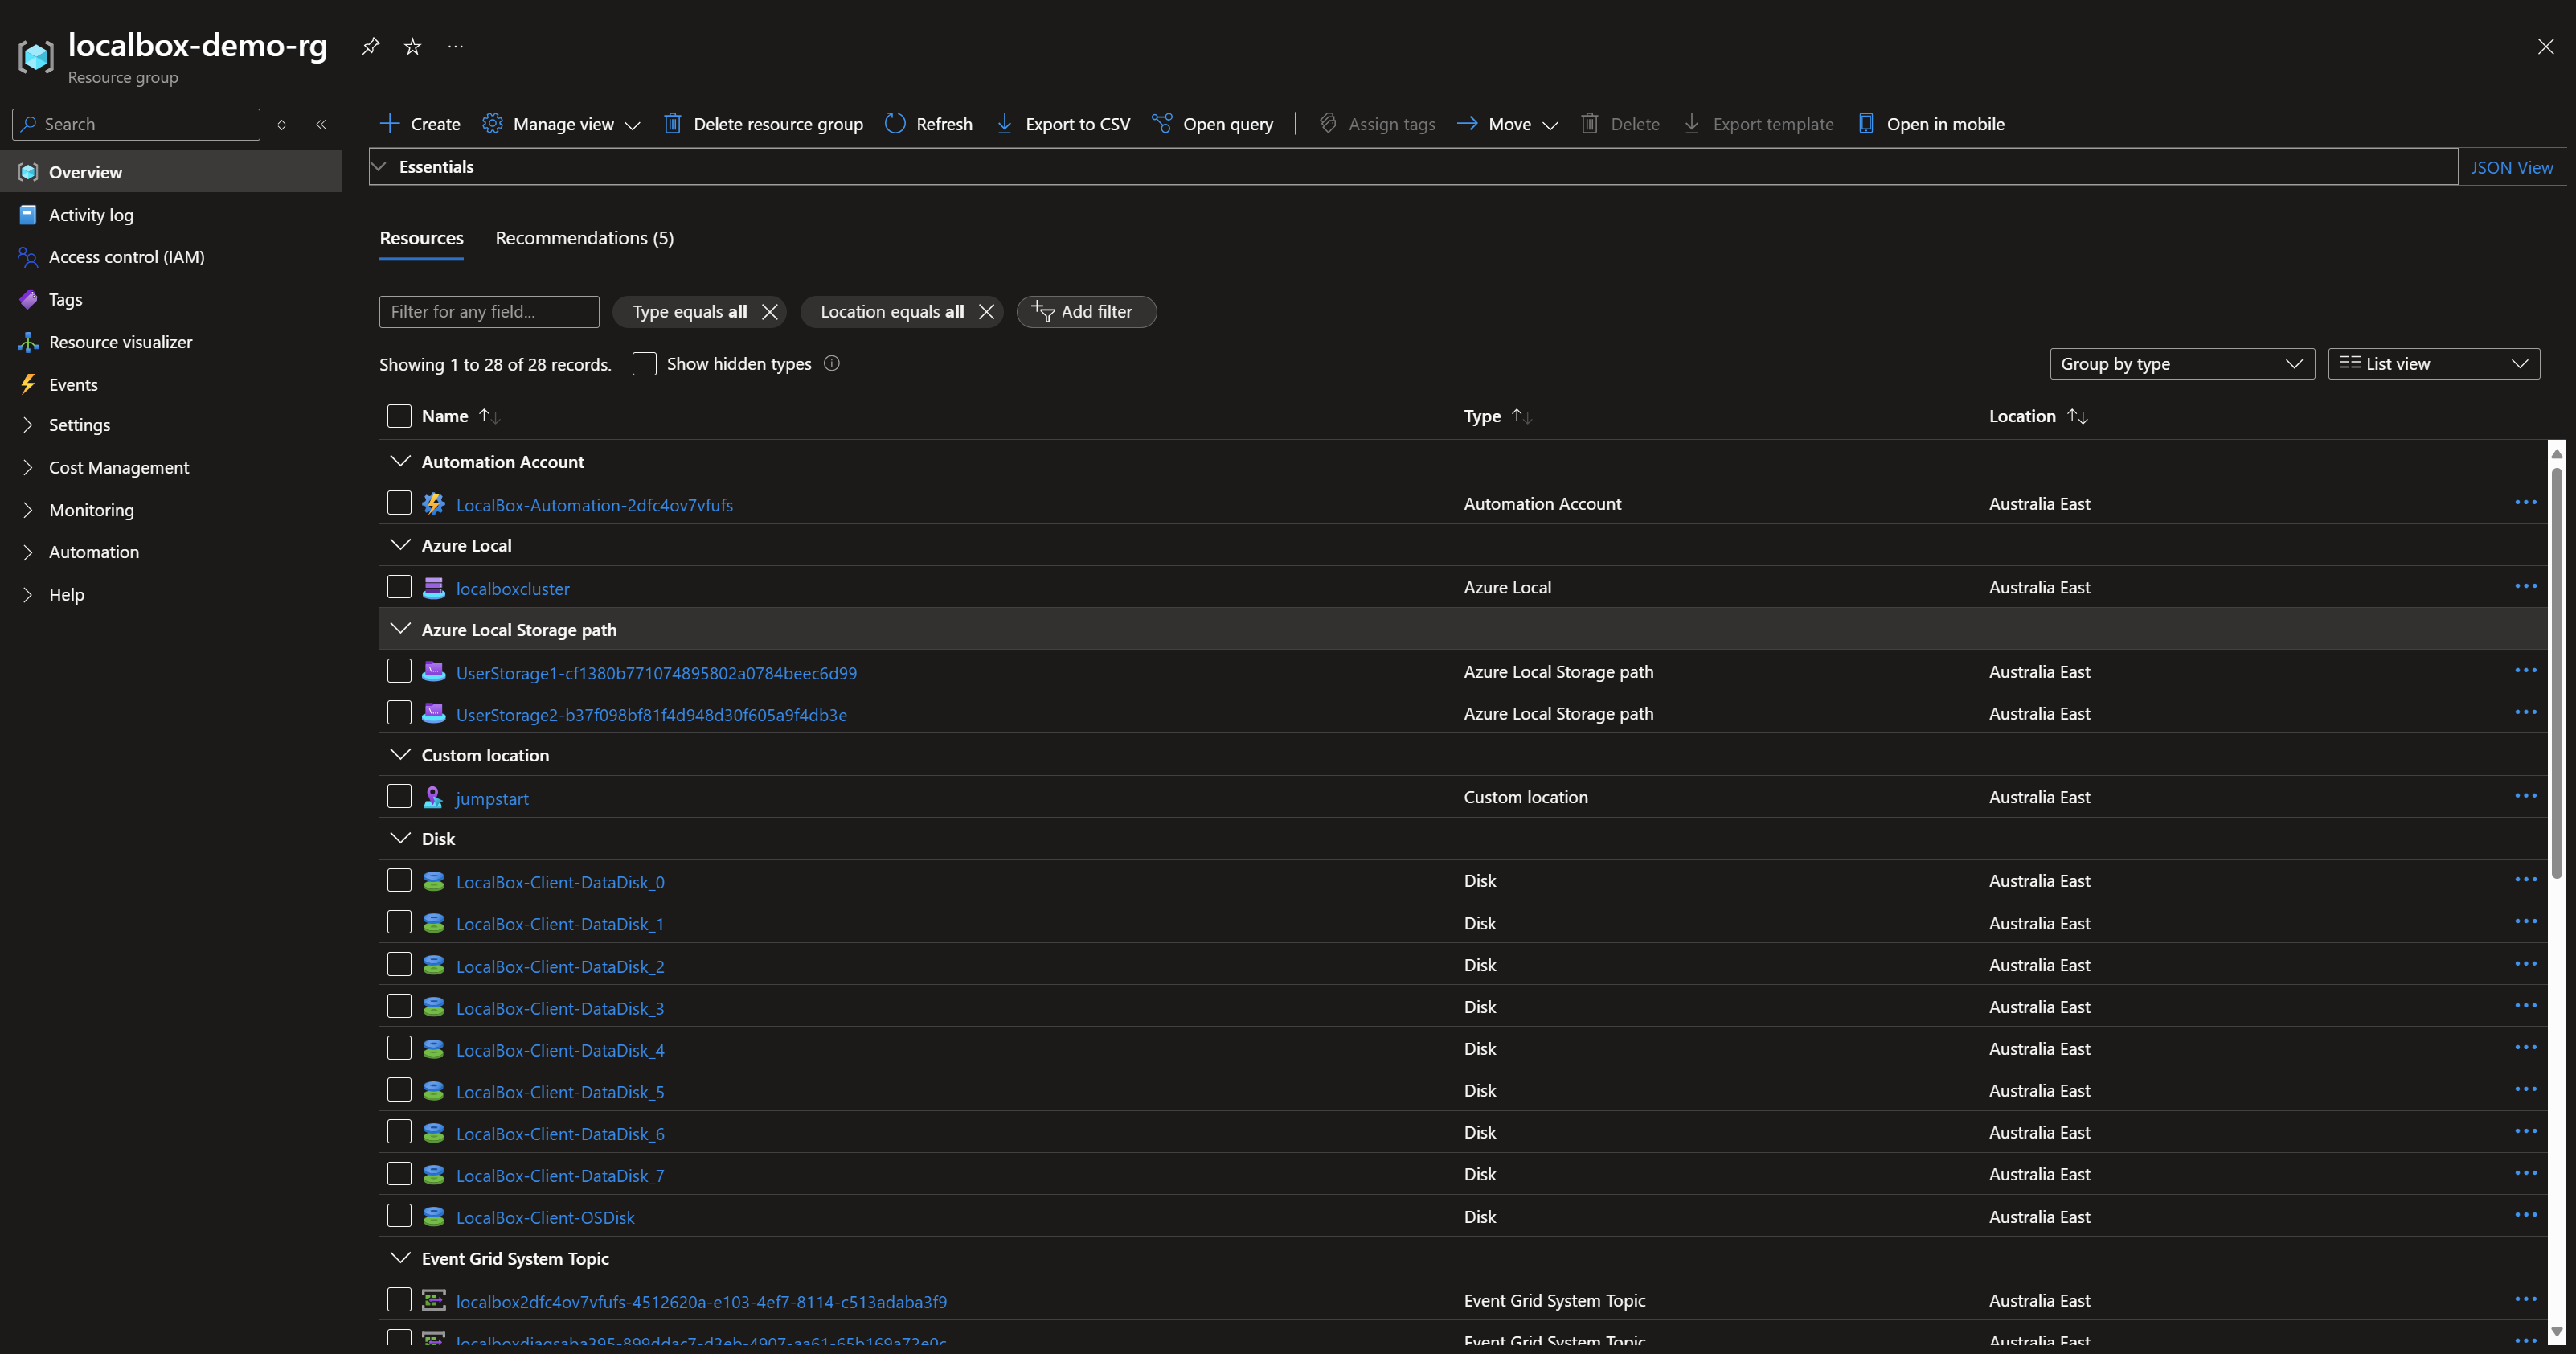 localbox-demo-rg
Resource group
Search
Overview
Activity log
Access control (IAM)
Tags
Resource visualizer
Events
Settings
Cost Management
Monitoring
Automation
Help
Create Manage view Delete resource group Refresh Export to CSV Open query Assign tags Move Delete Export template Open in mobile
Essentials JSON View
Resources Recommendations (5)
Filter for any field... Type equals all Location equals all Add filter
Showing 1 to 28 of 28 records. Show hidden types Group by type List view
Name Type Location
Automation Account
LocalBox-Automation-2dfc4ov7vfufs Automation Account Australia East
Azure Local
localboxcluster Azure Local Australia East
Azure Local Storage path
UserStorage1-cf1380b771074895802a0784beec6d99 Azure Local Storage path Australia East
UserStorage2-b37f098bf81f4d948d30f605a9f4db3e Azure Local Storage path Australia East
Custom location
jumpstart Custom location Australia East
Disk
LocalBox-Client-DataDisk_0 Disk Australia East
LocalBox-Client-DataDisk_1 Disk Australia East
LocalBox-Client-DataDisk_2 Disk Australia East
LocalBox-Client-DataDisk_3 Disk Australia East
LocalBox-Client-DataDisk_4 Disk Australia East
LocalBox-Client-DataDisk_5 Disk Australia East
LocalBox-Client-DataDisk_6 Disk Australia East
LocalBox-Client-DataDisk_7 Disk Australia East
LocalBox-Client-OSDisk Disk Australia East
Event Grid System Topic
localbox2dfc4ov7vfufs-4512620a-e103-4ef7-8114-c513adaba3f9 Event Grid System Topic Australia East
Event Grid System Topic Australia East